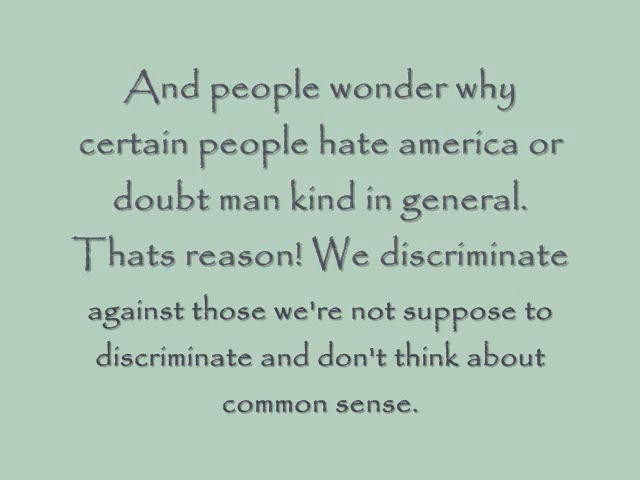 And people wonder why
certain people hate america or
doubt man kind in general.
Thats reason! We discriminate
against those we're not suppose to
discriminate and don't think about
common sense.